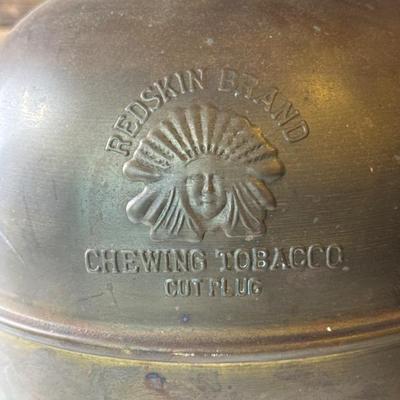 REDSKIN BRAND
CHEWING TOBACCO
CUT PLUG